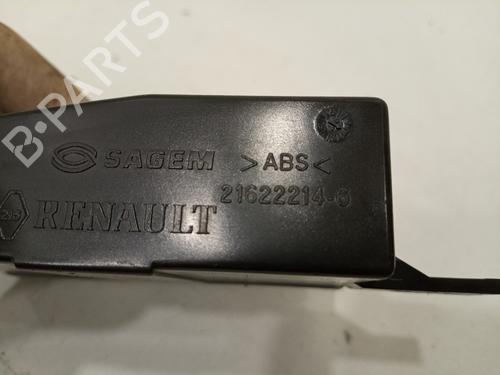 B-PARTS
SAGEM >ABS<
21622214-6
RENAULT